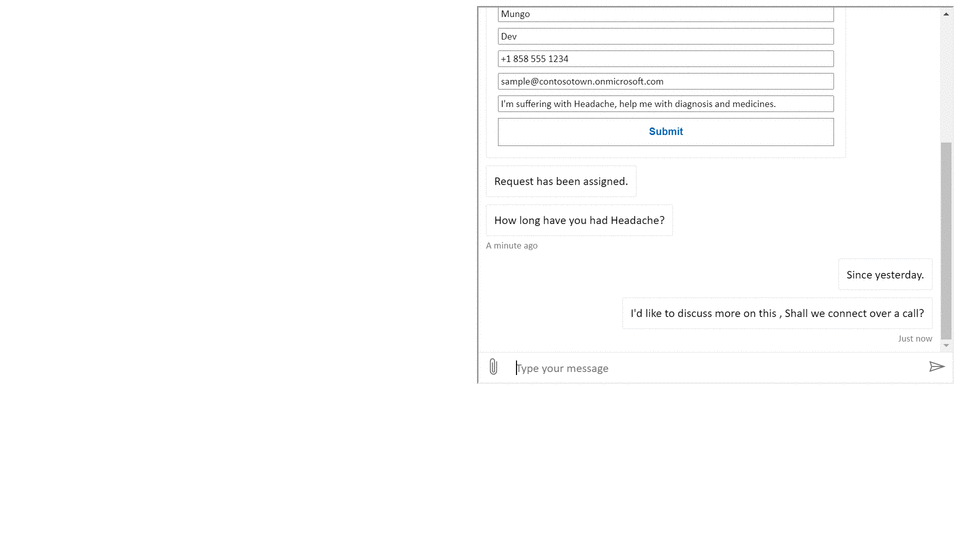 Mungo
Dev
+1 858 555 1234
sample@contosotown.onmicrosoft.com
I'm suffering with Headache, help me with diagnosis and medicines.
Submit
Request has been assigned.
How long have you had Headache?
A minute ago
Since yesterday.
I'd like to discuss more on this , Shall we connect over a call?
Just now
Type your message